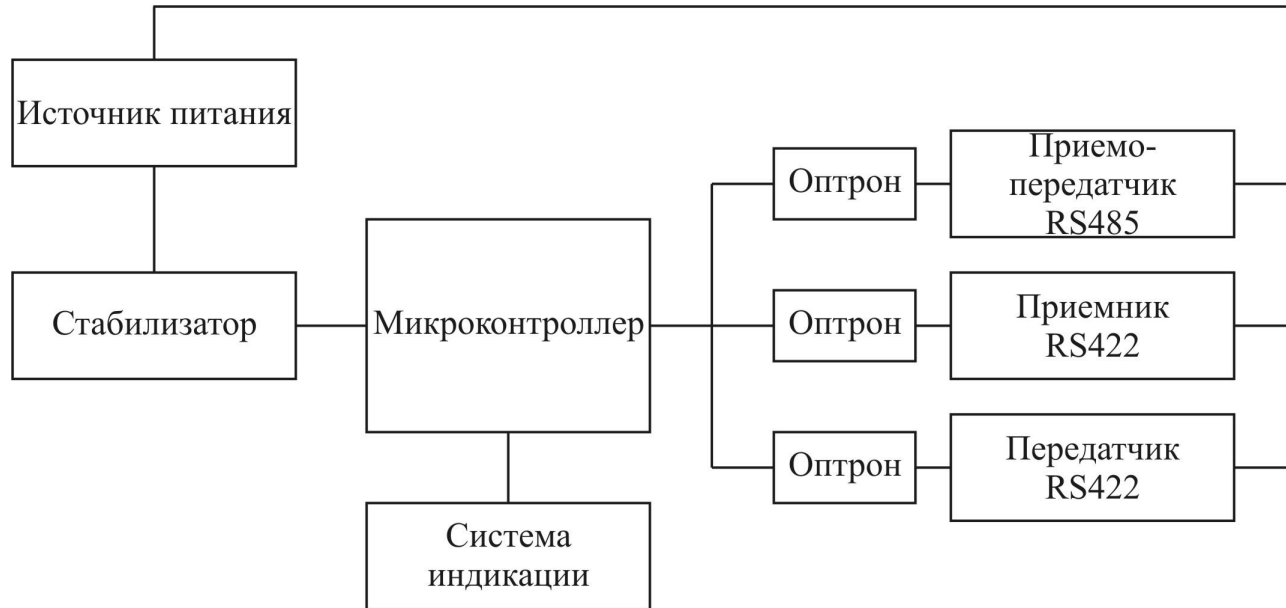 Источник питания
Стабилизатор
Микроконтроллер
Система
индикации
Оптрон
Приемо-
передатчик
RS485
Оптрон
Приемник
RS422
Оптрон
Передатчик
RS422